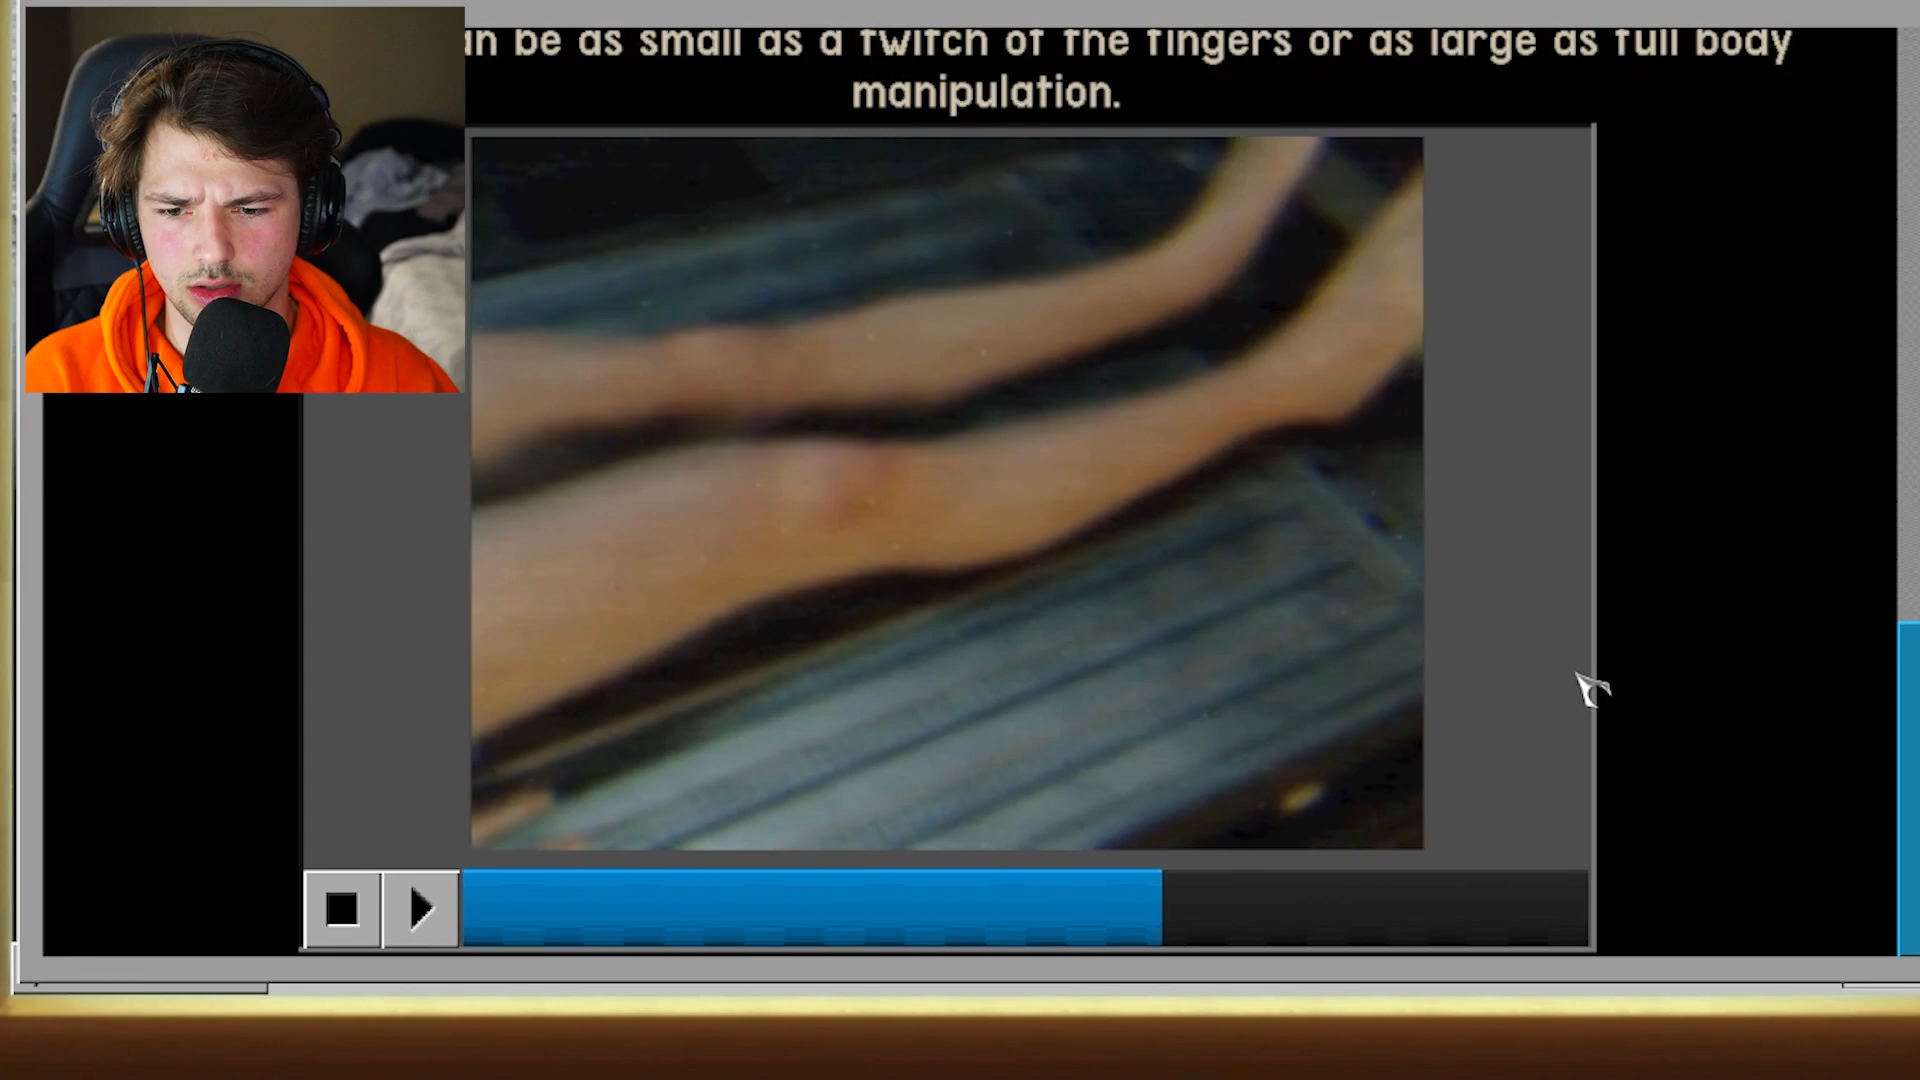 be as small as a twitch of the fingers or as large as full body
manipulation.